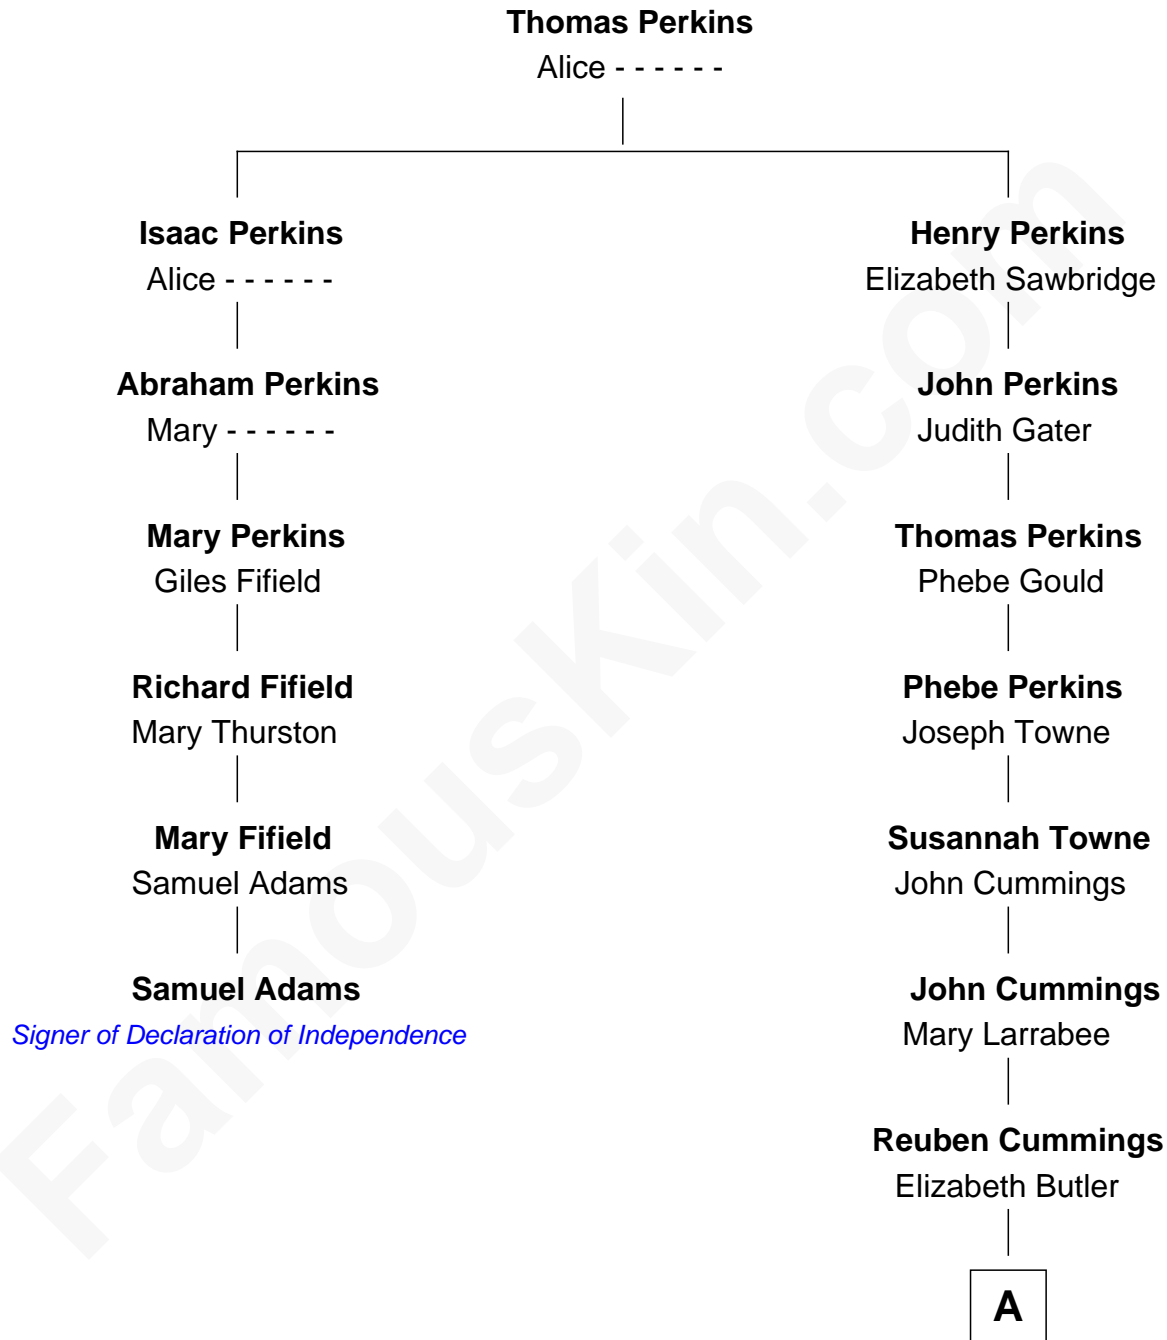 Thomas Perkins
Alice - - - - - -
Isaac Perkins
Alice - - - - - -
Abraham Perkins
Mary - - - - - -
Mary Perkins
Giles Fifield
Richard Fifield
Mary Thurston
Mary Fifield
Samuel Adams
Samuel Adams
Signer of Declaration of Independence
Henry Perkins
Elizabeth Sawbridge
John Perkins
Judith Gater
Thomas Perkins
Phebe Gould
Phebe Perkins
Joseph Towne
Susannah Towne
John Cummings
John Cummings
Mary Larrabee
Reuben Cummings
Elizabeth Butler
A
FamousKin.com